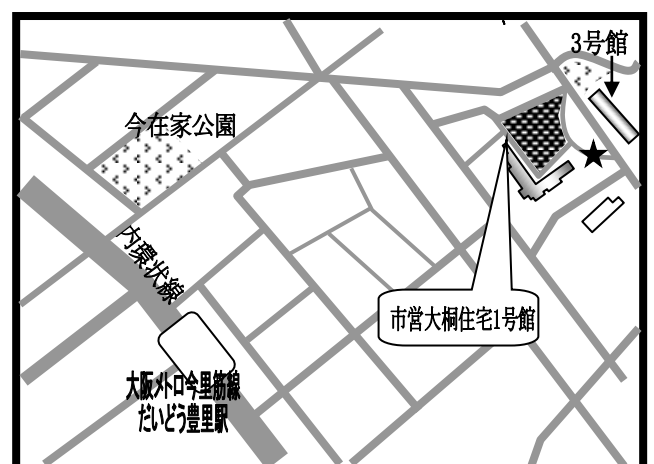 3号館
今在家公園
内環状線
市営大桐住宅1号館
大阪メトロ今里筋線
だいどう豊里駅